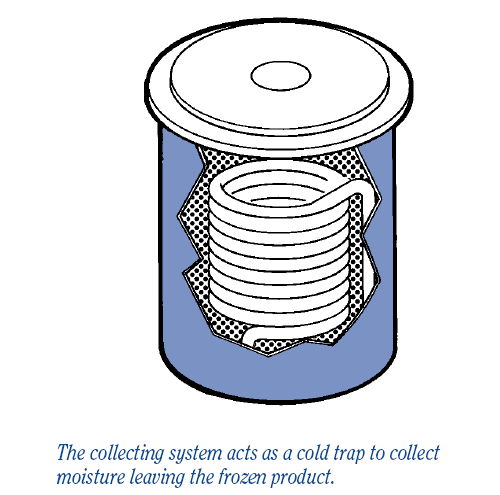 The collecting system acts as a cold trap to collect
moisture leaving the frozen product.